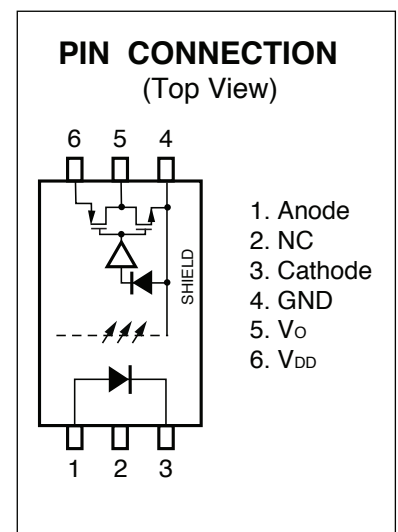 PIN CONNECTION
(Top View)
6 5 4
SHIELD
1 2 3
1. Anode
2. NC
3. Cathode
4. GND
5. VO
6. VDD